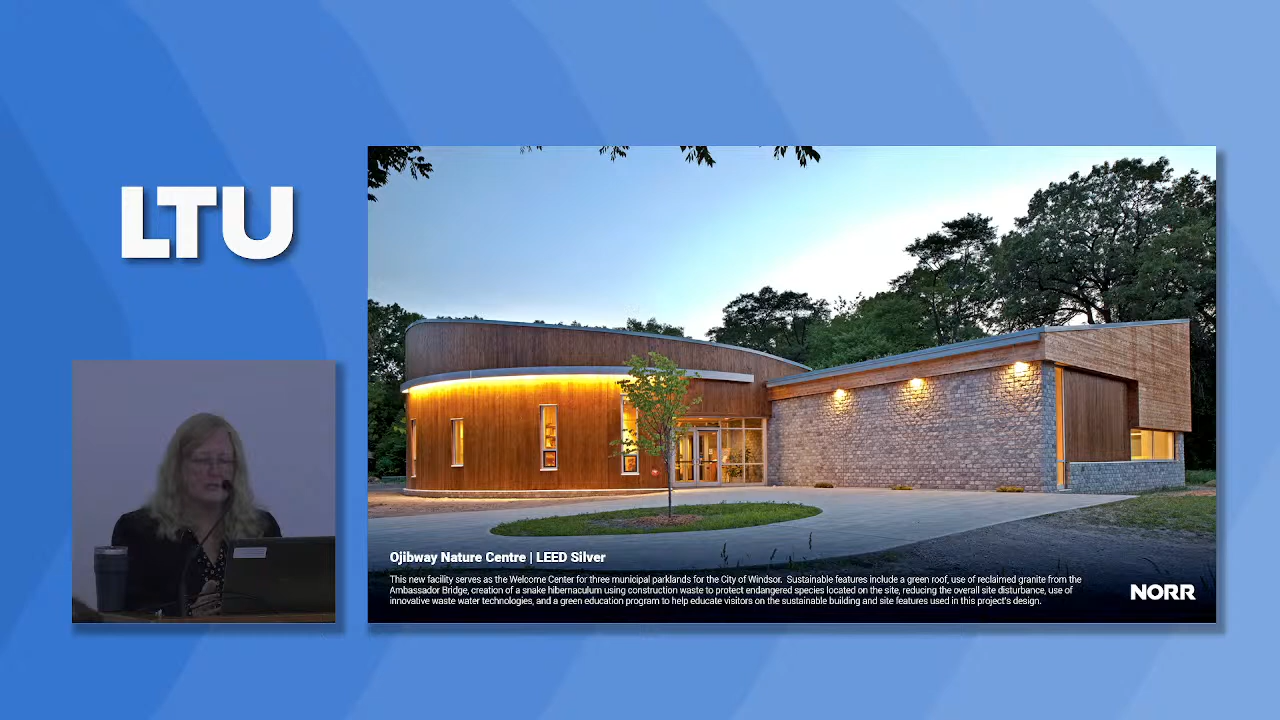 LTU
Ojibway Nature Centre | LEED Silver
This new facility serves as the Welcome Center for three municipal parklands for the City of Windsor. Sustainable features include a green roof, use of reclaimed granite from the
Ambassador Bridge, creation of a snake hibernaculum using construction waste to protect endangered species located on the site, reducing the overall site disturbance, use of
innovative waste water technologies, and a green education program to help educate visitors on the sustainable building and site features used in this project's design.
NORR